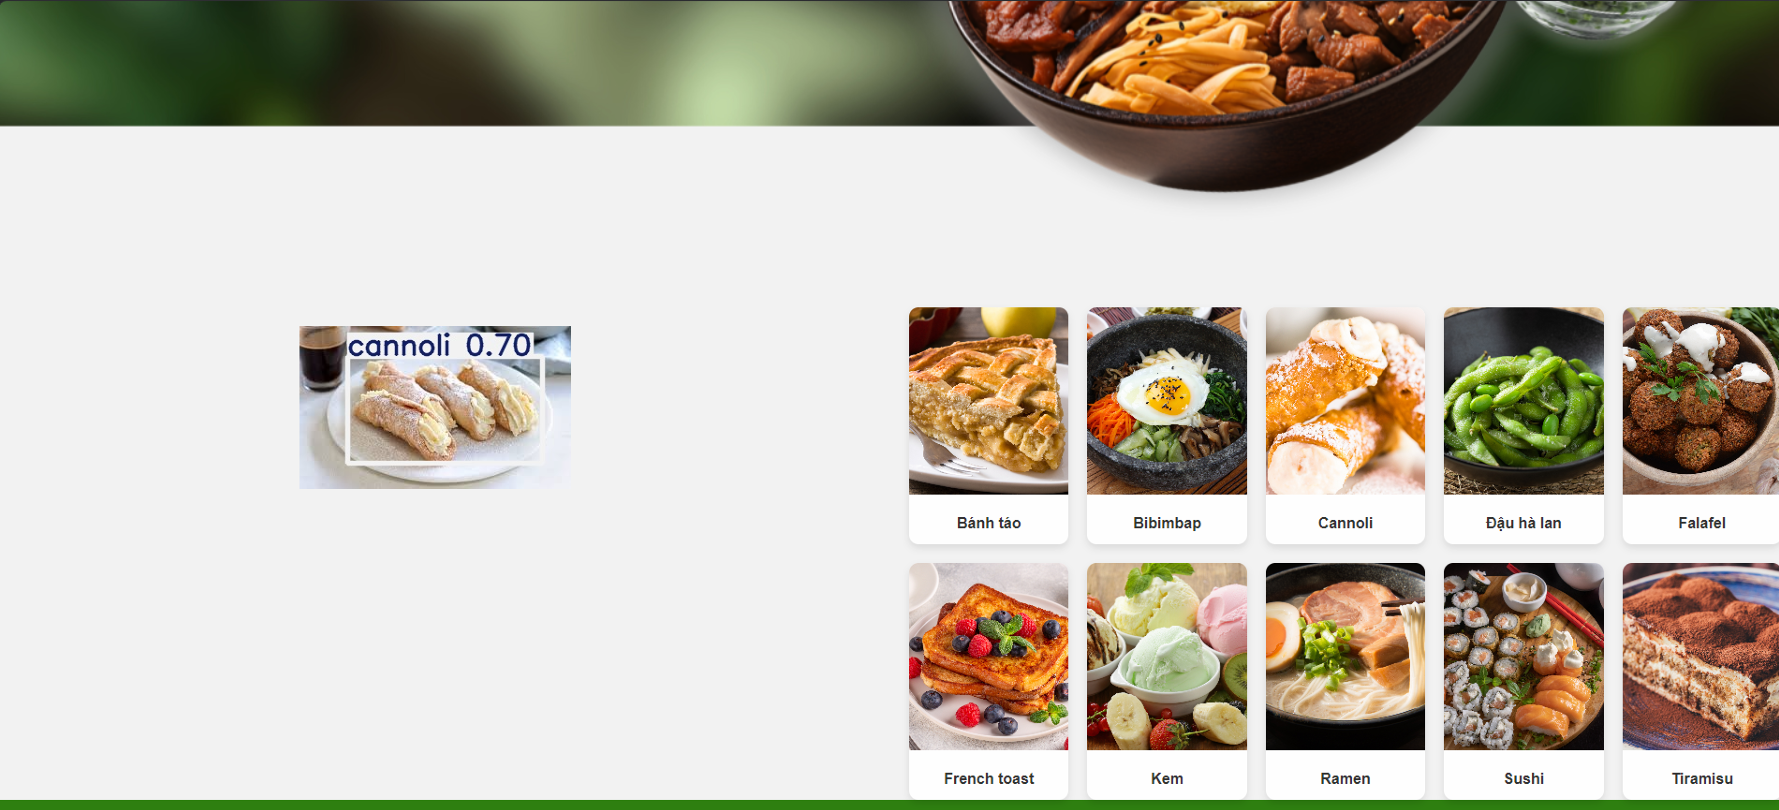 cannoli 0.70
Bánh táo
Bibimbap
Cannoli
Đậu hà lan
Falafel
French toast
Kem
Ramen
Sushi
Tiramisu